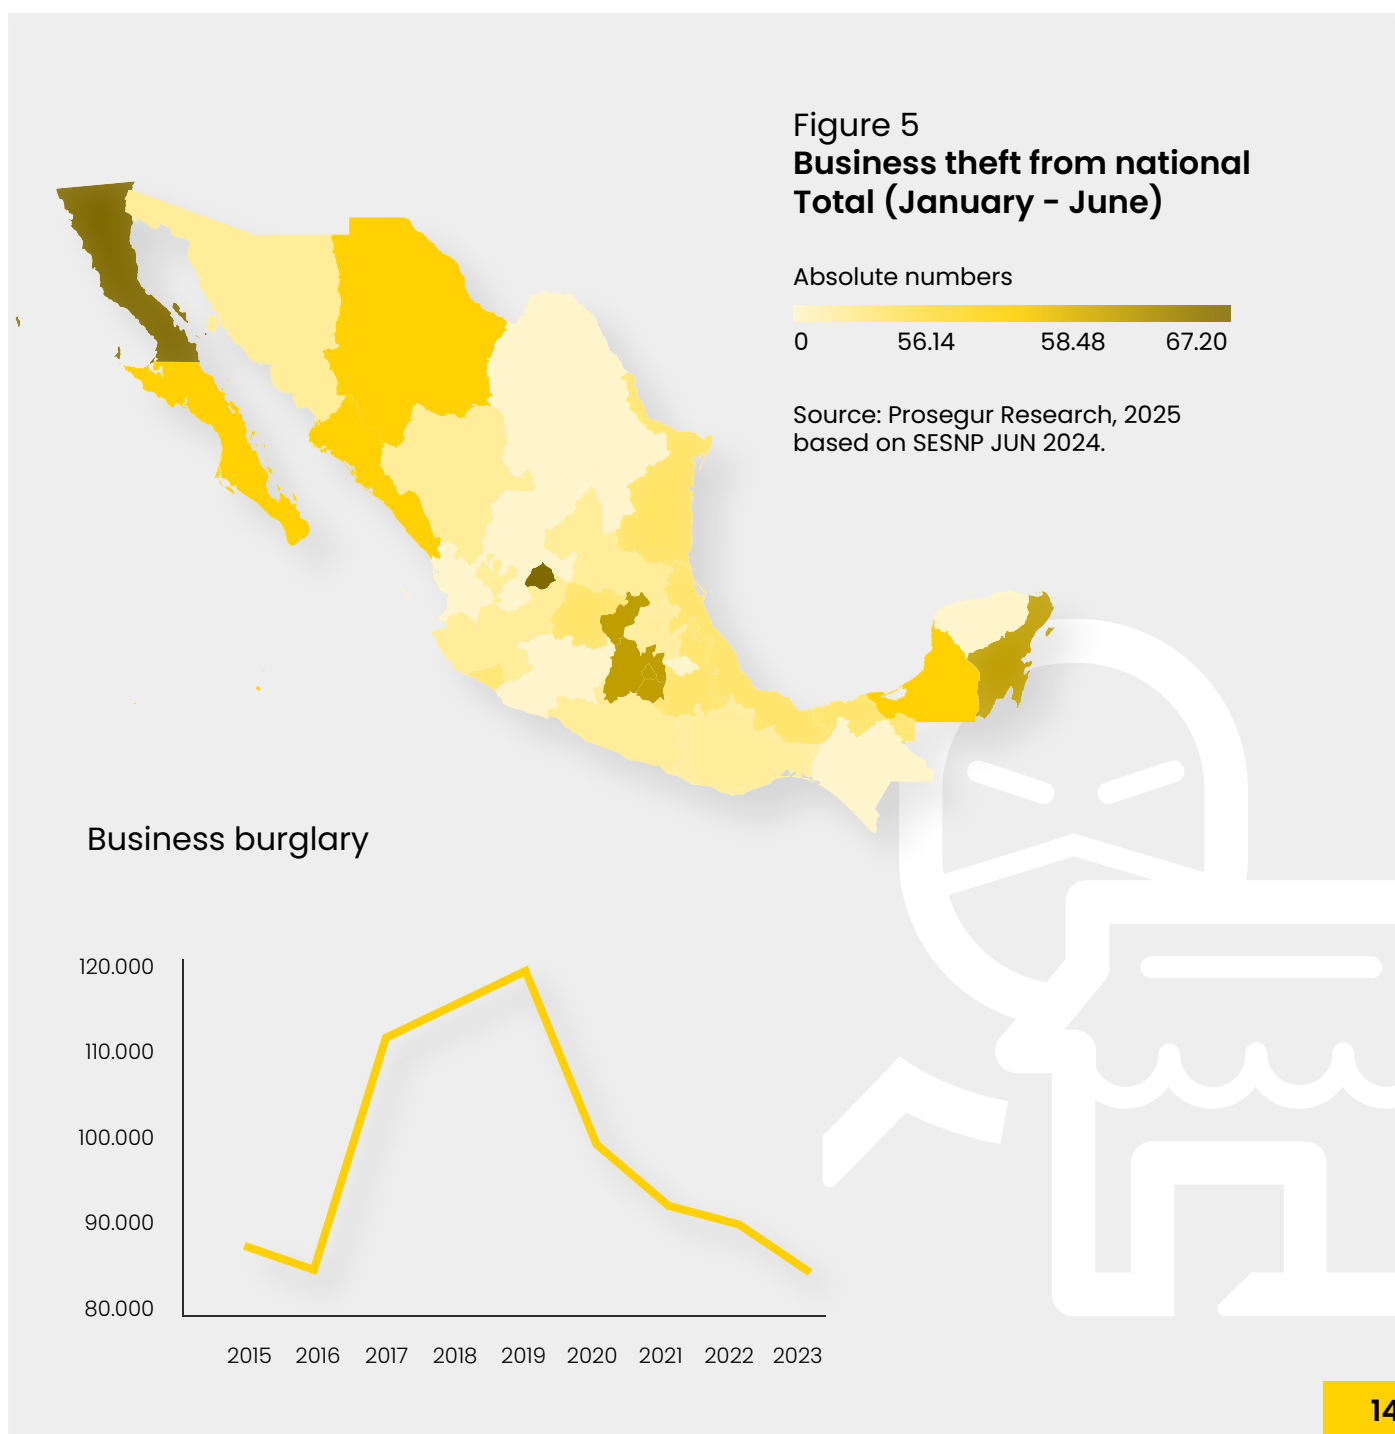 Figure 5
Business theft from national
Total (January - June)
Absolute numbers
0 56.14 58.48 67.20
Source: Prosegur Research, 2025
based on SESNP JUN 2024.
Business burglary
120.000
110.000
100.000
90.000
80.000
2015 2016 2017 2018 2019 2020 2021 2022 2023
14